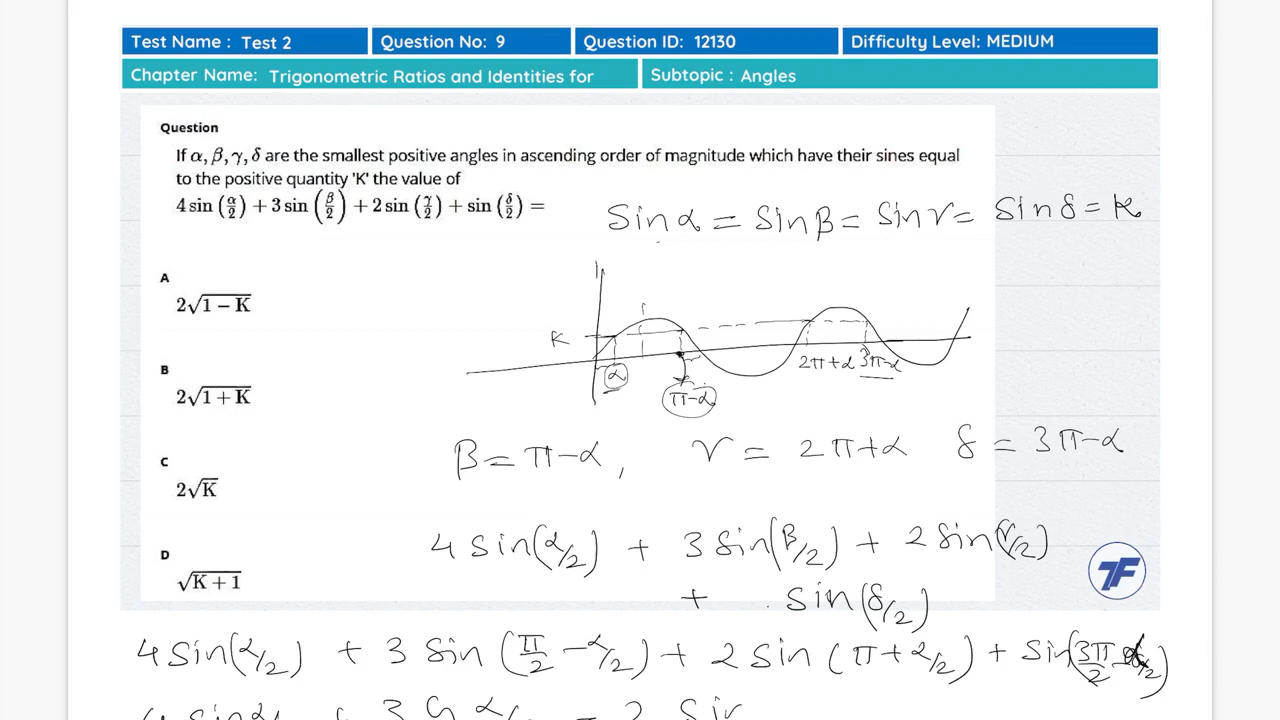 Test Name : Test 2 Question No: 9 Question ID: 12130 Difficulty Level: MEDIUM
Chapter Name: Trigonometric Ratios and Identities for Subtopic : Angles
Question
If α, β, γ, δ are the smallest positive angles in ascending order of magnitude which have their sines equal
to the positive quantity 'K' the value of
4 sin (α/2) + 3 sin (β/2) + 2 sin (γ/2) + sin (δ/2) =
Sinα = Sinβ = Sinγ = Sinδ = K
A
2√(1 − K)
K
α
π-α
2π+α 3π-α
B
2√(1 + K)
β = π-α, γ = 2π+α δ = 3π-α
C
2√K
4 Sin(α/2) + 3 Sin(β/2) + 2 Sin(γ/2)
D
√(K + 1)
+ Sin(δ/2)
7F
4 Sin(α/2) + 3 Sin(π/2 - α/2) + 2 Sin(π + α/2) + Sin(3π/2 - α/2)